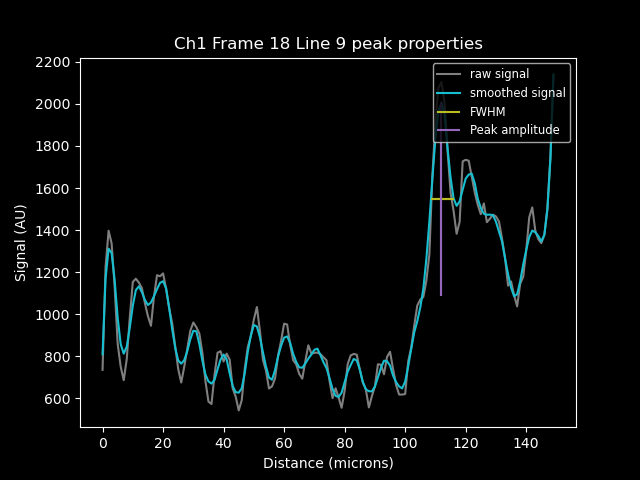 Ch1 Frame 18 Line 9 peak properties
raw signal
smoothed signal
FWHM
Peak amplitude
Signal (AU)
2200
2000
1800
1600
1400
1200
1000
800
600
0 20 40 60 80 100 120 140
Distance (microns)